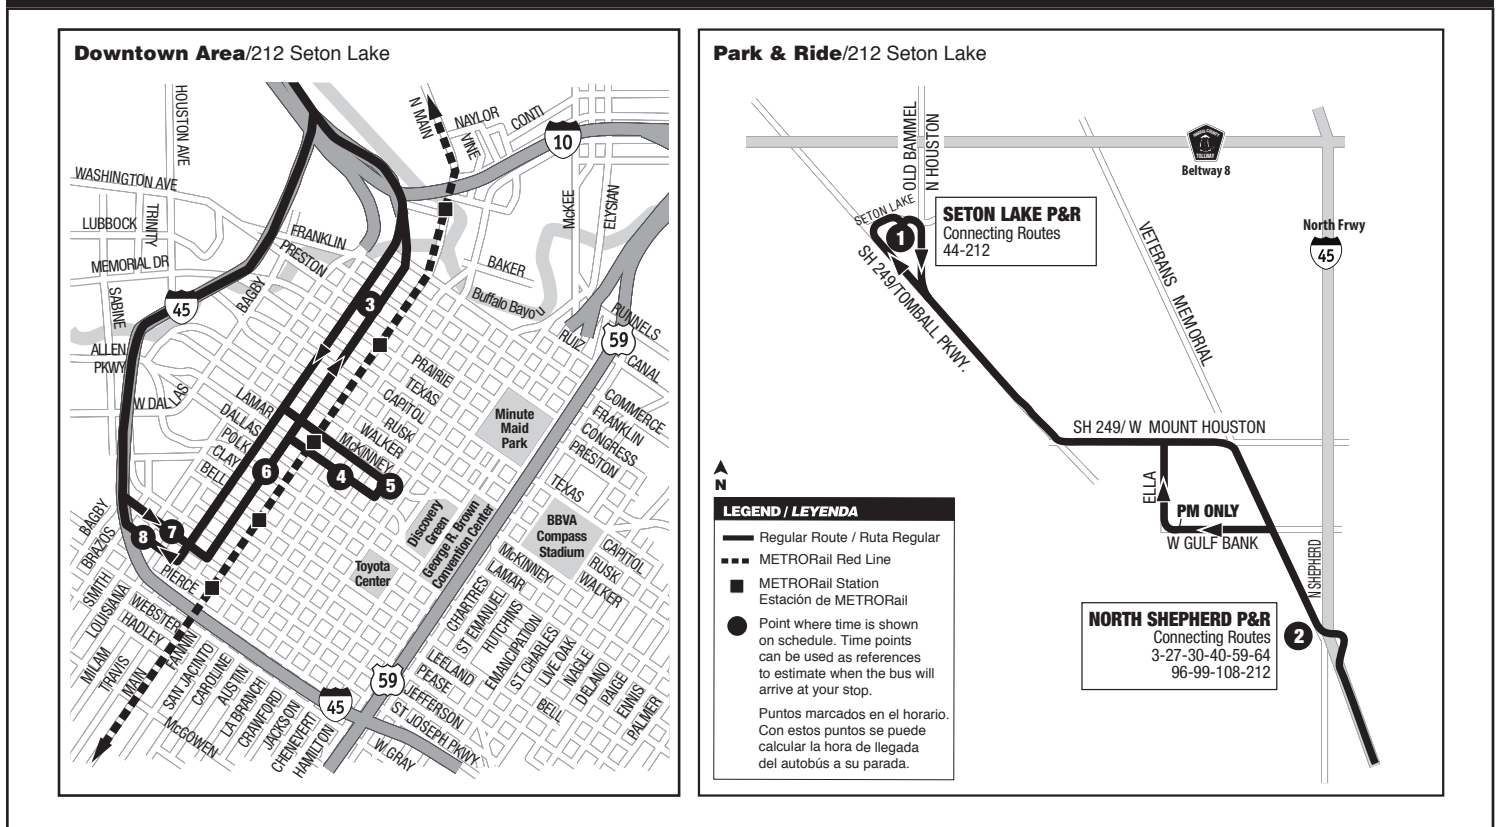 Downtown Area/212 Seton Lake
HOUSTON AVE
N MAIN
NAYLOR
CONTI
VINE
10
WASHINGTON AVE
McKEE
ELYSIAN
LUBBOCK
TRINITY
FRANKLIN
PRESTON
MEMORIAL DR
BAKER
SABINE
45
BAGBY
3
Buffalo Bayou
RUNNELS
RUIZ
59
ALLEN
PKWY
CANAL
PRAIRIE
TEXAS
CAPITOL
RUSK
WALKER
McKINNEY
W DALLAS
LAMAR
DALLAS
POLK
CLAY
BELL
Minute
Maid
Park
COMMERCE
FRANKLIN
CONGRESS
PRESTON
TEXAS
6
4
5
Discovery
Green
George R. Brown
Convention Center
BBVA
Compass
Stadium
CAPITOL
RUSK
WALKER
BAGBY
BRAZOS
SMITH
LOUISIANA
MILAM
TRAVIS
MAIN
7
8
PIERCE
WEBSTER
HADLEY
FANNIN
SAN JACINTO
CAROLINE
AUSTIN
LA BRANCH
CRAWFORD
JACKSON
CHENEVERT
HAMILTON
McGOWEN
Toyota
Center
McKINNEY
LAMAR
CHARTRES
ST EMANUEL
HUTCHINS
EMANCIPATION
ST CHARLES
LIVE OAK
NAGLE
DELANO
PAIGE
ENNIS
PALMER
LEELAND
PEASE
JEFFERSON
ST JOSEPH PKWY
BELL
59
45
W GRAY
Park & Ride/212 Seton Lake
OLD BAMMEL
N HOUSTON
HARRIS COUNTY
TOLLWAY
Beltway 8
SETON LAKE
1
SETON LAKE P&R
Connecting Routes
44-212
SH 249/TOMBALL PKWY.
VETERANS MEMORIAL
North Frwy
45
SH 249/ W MOUNT HOUSTON
ELLA
PM ONLY
W GULF BANK
N SHEPHERD
NORTH SHEPHERD P&R
Connecting Routes
3-27-30-40-59-64
96-99-108-212
2
N
LEGEND / LEYENDA
Regular Route / Ruta Regular
METRORail Red Line
METRORail Station
Estación de METRORail
Point where time is shown
on schedule. Time points
can be used as references
to estimate when the bus will
arrive at your stop.
Puntos marcados en el horario.
Con estos puntos se puede
calcular la hora de llegada
del autobús a su parada.